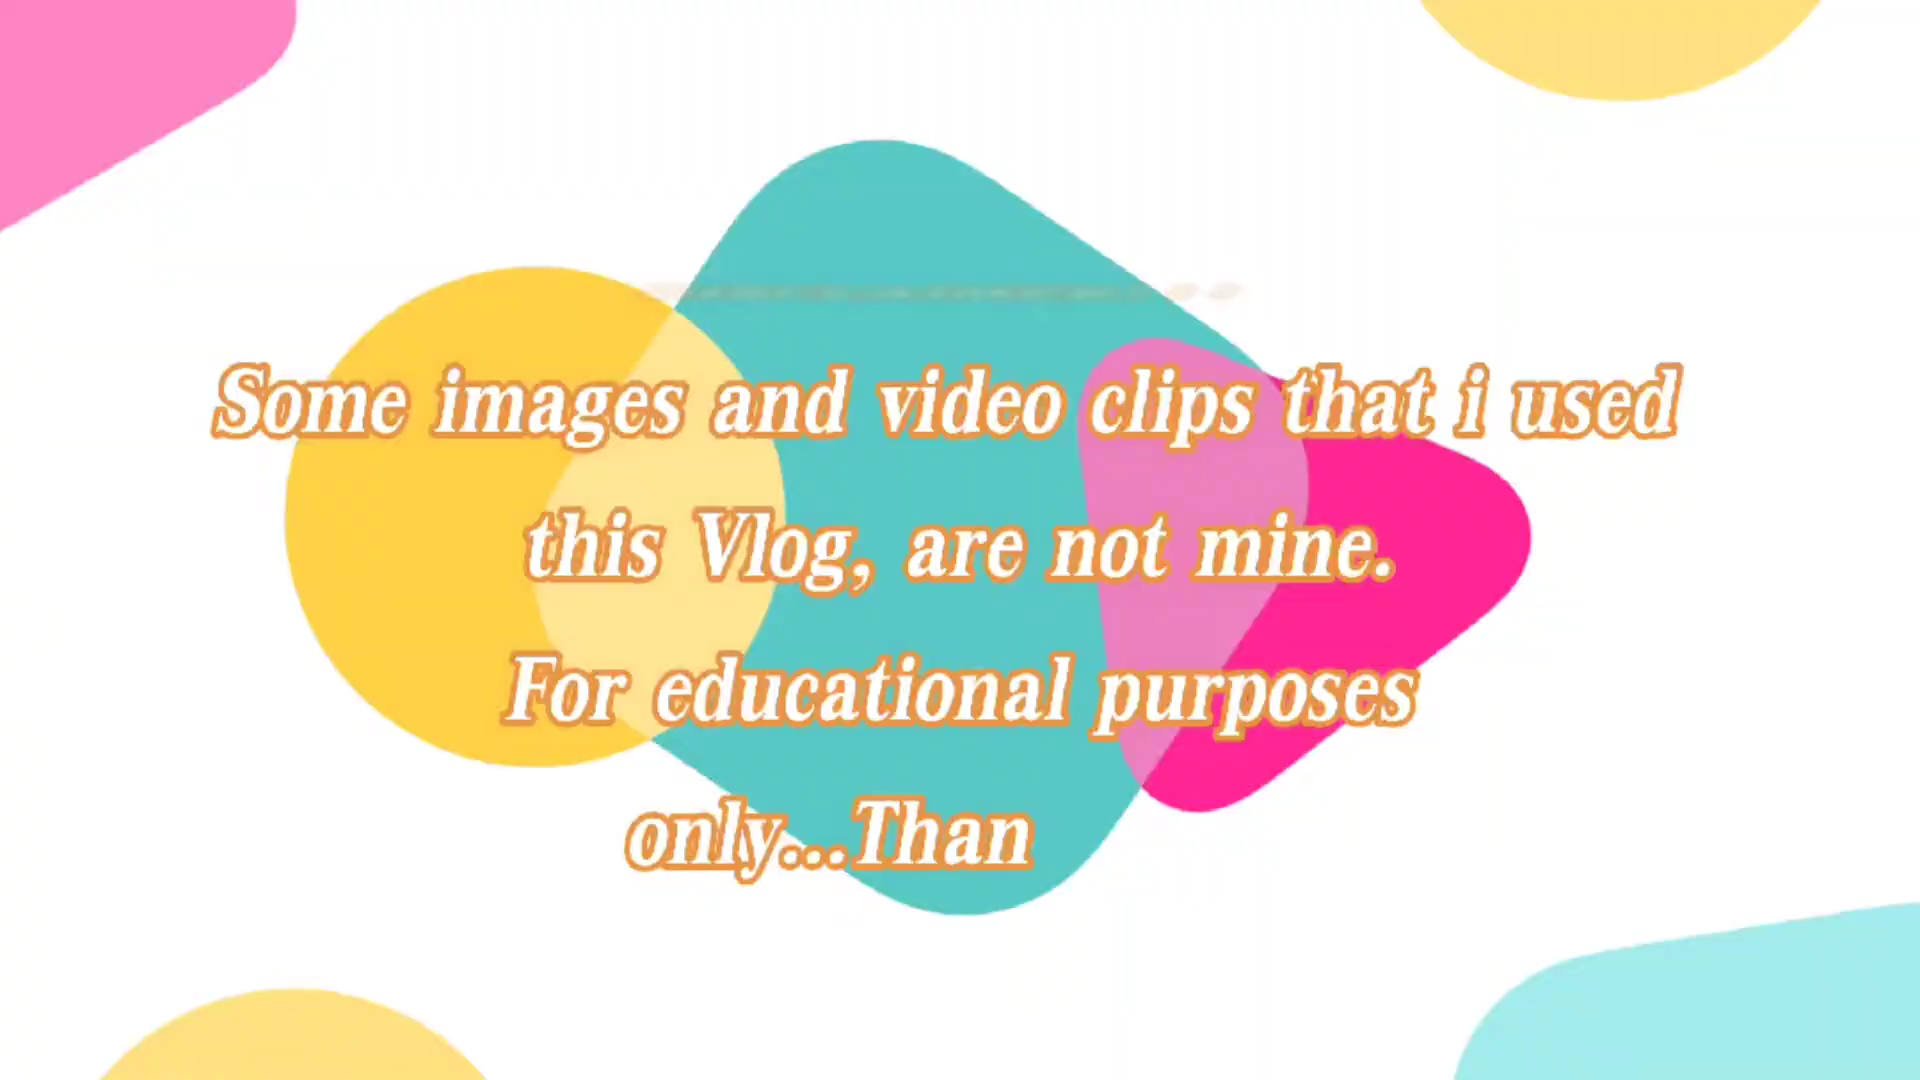 Some images and video clips that i used
this Vlog, are not mine.
For educational purposes
only...Than